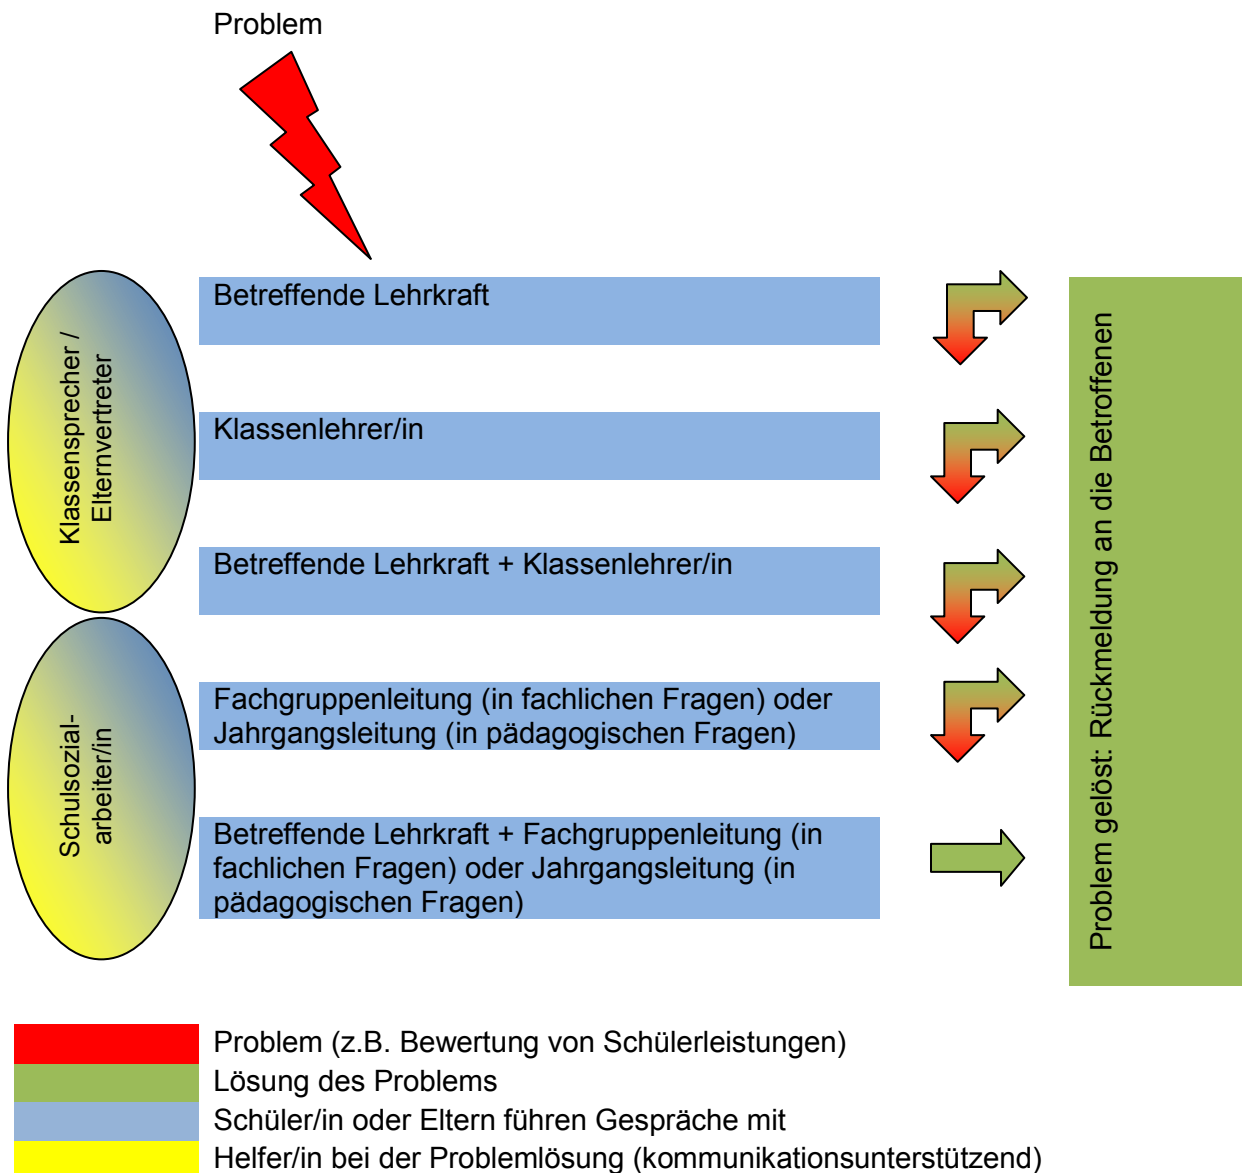 Problem
Klassensprecher /
Elternvertreter
Betreffende Lehrkraft
Klassenlehrer/in
Betreffende Lehrkraft + Klassenlehrer/in
Schulsozial-
arbeiter/in
Fachgruppenleitung (in fachlichen Fragen) oder
Jahrgangsleitung (in pädagogischen Fragen)
Betreffende Lehrkraft + Fachgruppenleitung (in
fachlichen Fragen) oder Jahrgangsleitung (in
pädagogischen Fragen)
Problem gelöst: Rückmeldung an die Betroffenen
Problem (z.B. Bewertung von Schülerleistungen)
Lösung des Problems
Schüler/in oder Eltern führen Gespräche mit
Helfer/in bei der Problemlösung (kommunikationsunterstützend)